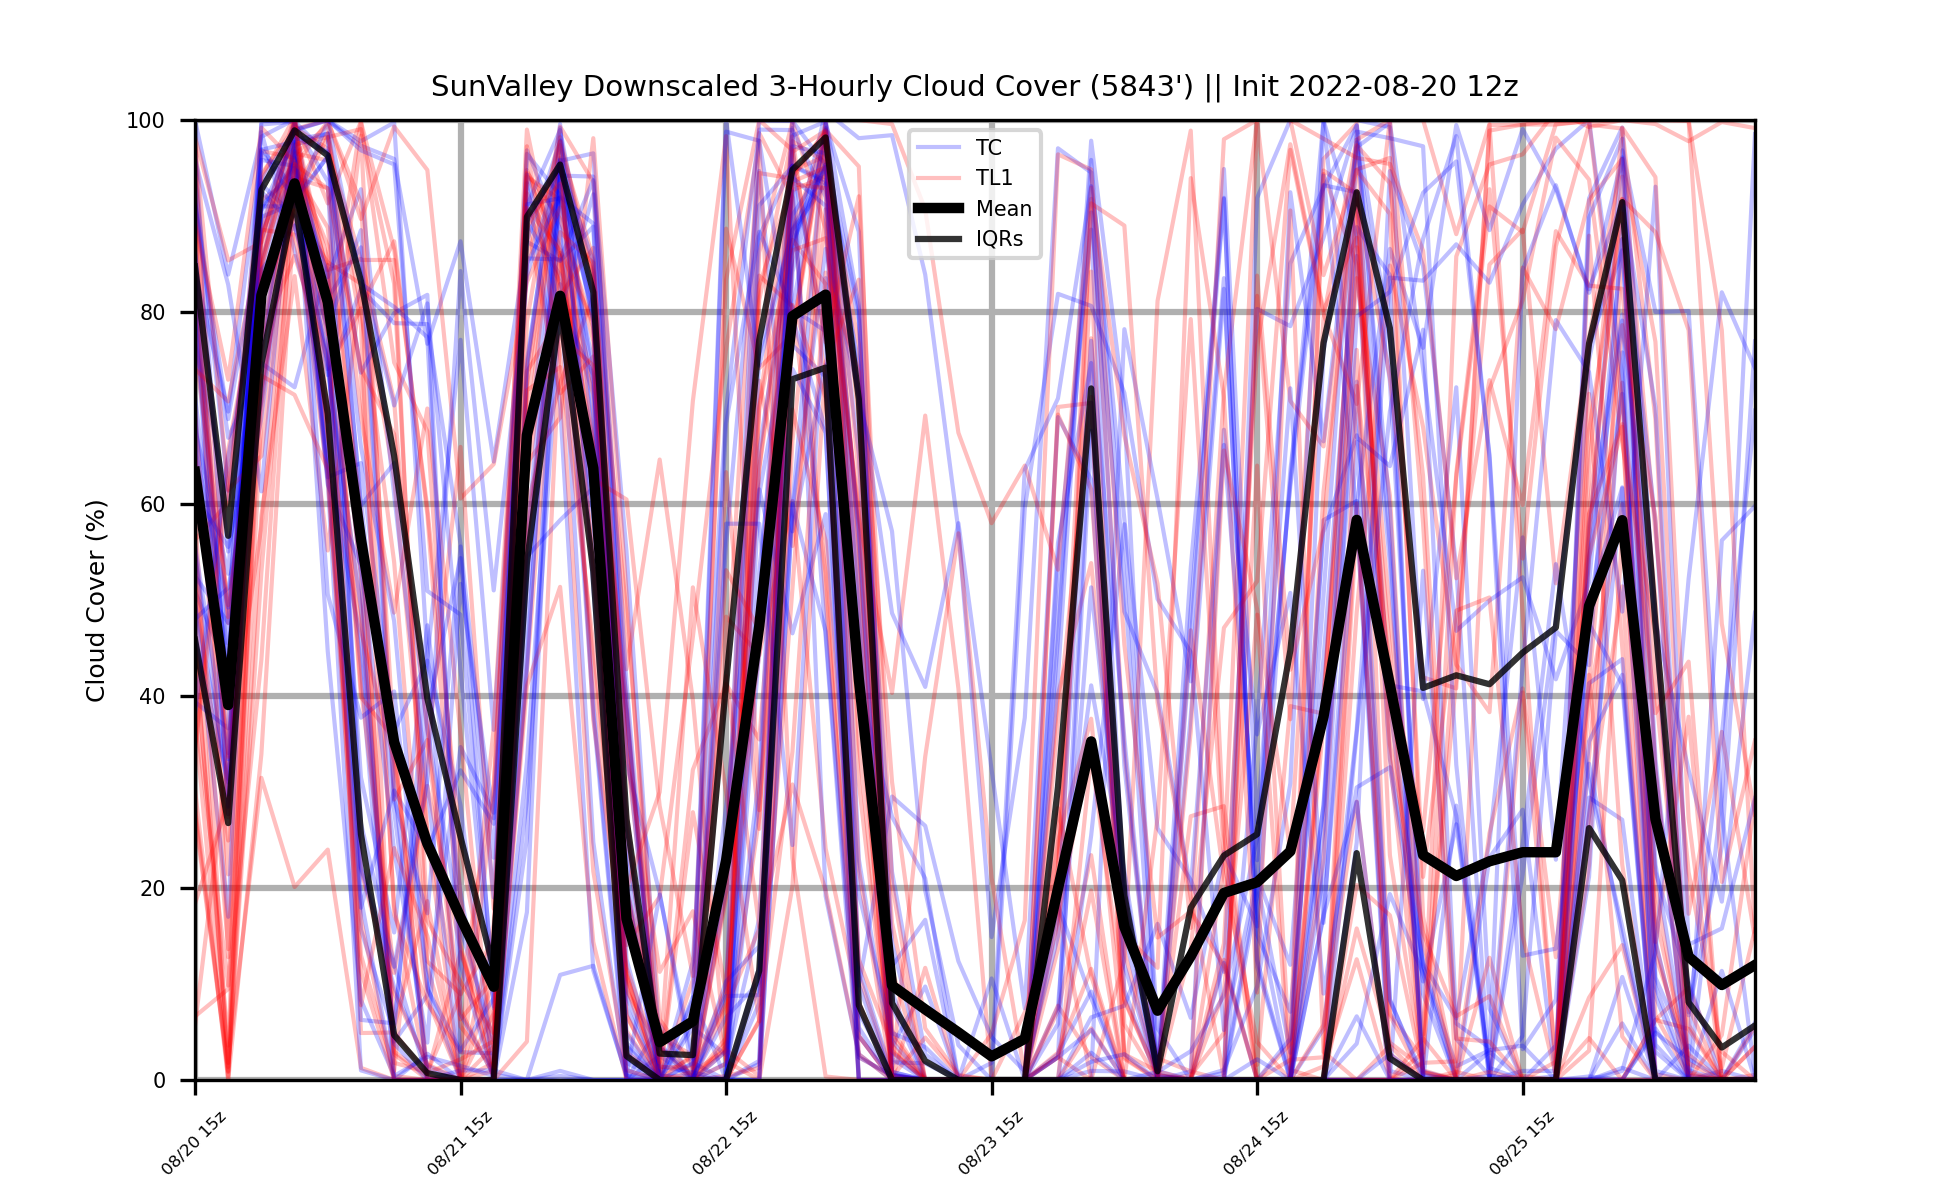 SunValley Downscaled 3-Hourly Cloud Cover (5843') || Init 2022-08-20 12z
Cloud Cover (%)
100
80
60
40
20
0
TC
TL1
Mean
IQRs
08/20 15z
08/21 15z
08/22 15z
08/23 15z
08/24 15z
08/25 15z